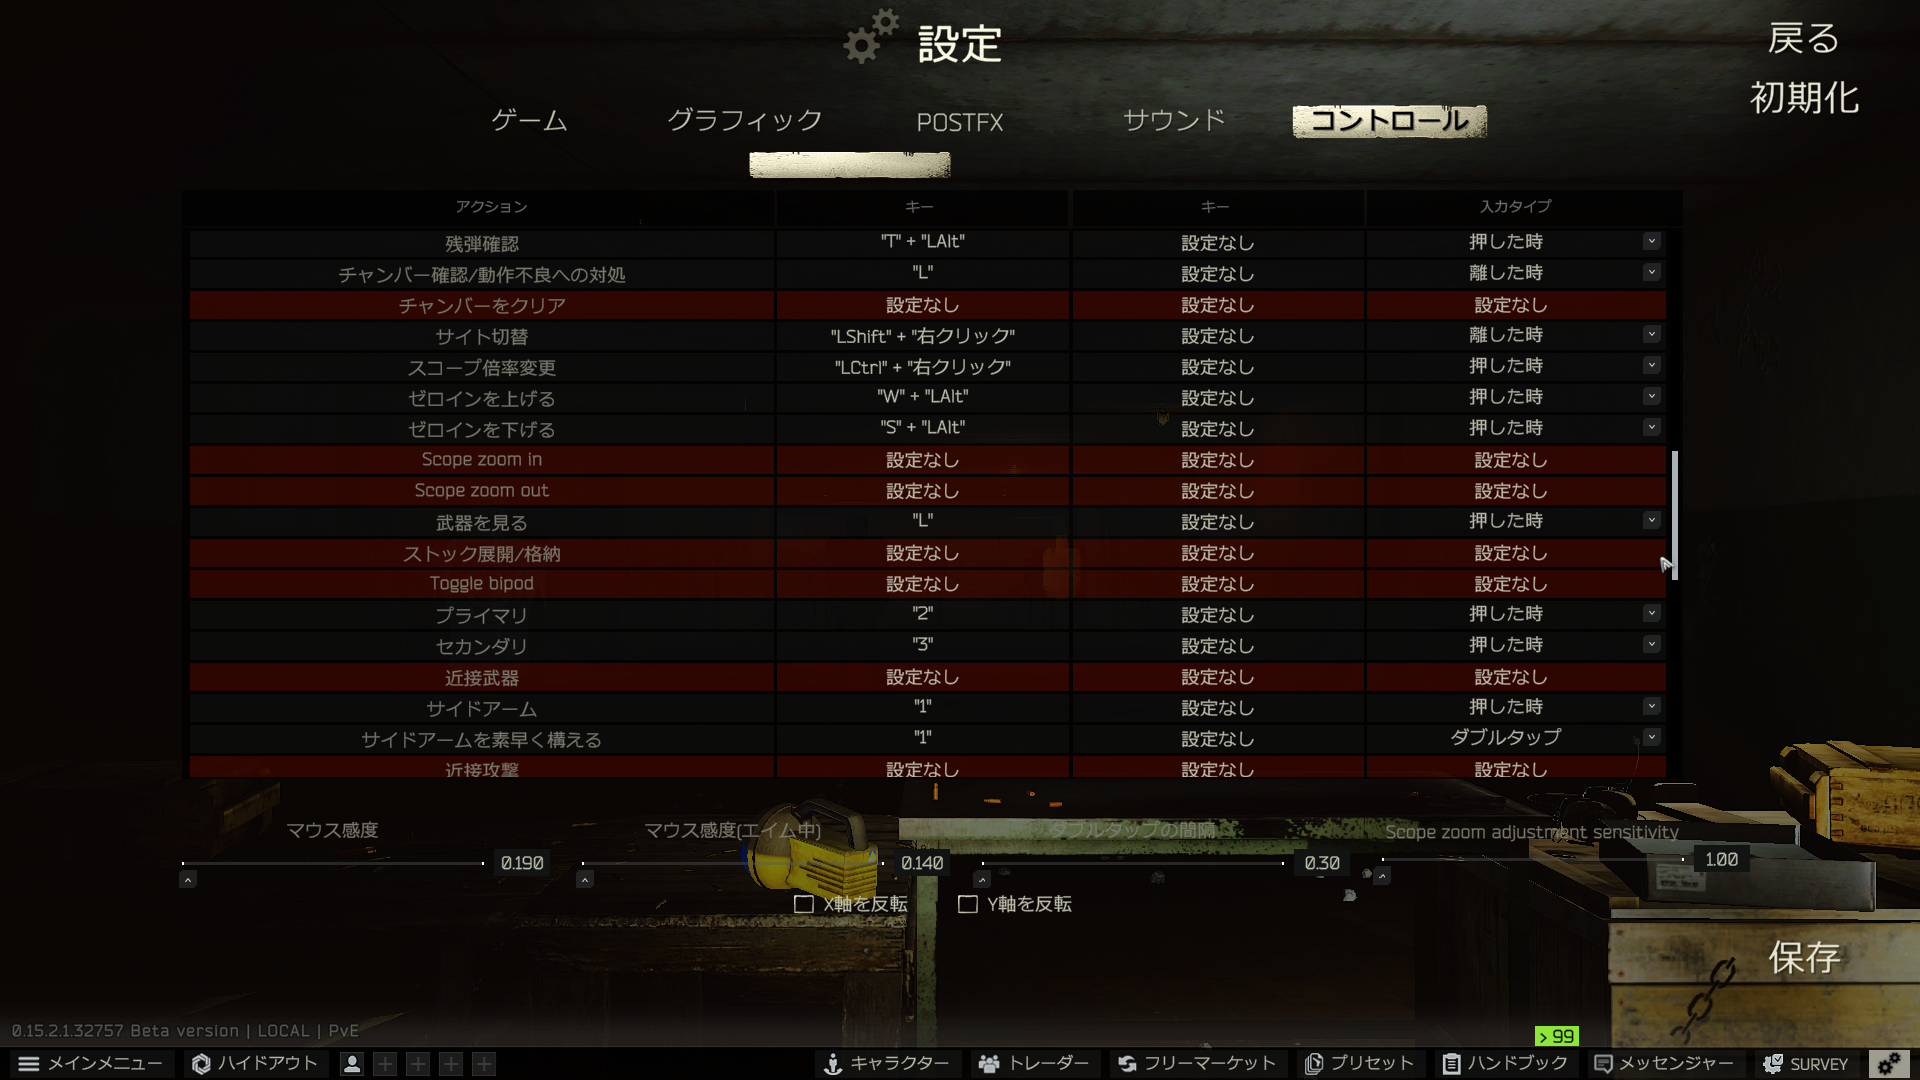 設定
戻る
初期化
ゲーム グラフィック POSTFX サウンド コントロール
アクション キー キー 入力タイプ
残弾確認 "T" + "LAlt" 設定なし 押した時
チャンバー確認/動作不良への対処 "L" 設定なし 離した時
チャンバーをクリア 設定なし 設定なし 設定なし
サイト切替 "LShift" + "右クリック" 設定なし 離した時
スコープ倍率変更 "LCtrl" + "右クリック" 設定なし 押した時
ゼロインを上げる "W" + "LAlt" 設定なし 押した時
ゼロインを下げる "S" + "LAlt" 設定なし 押した時
Scope zoom in 設定なし 設定なし 設定なし
Scope zoom out 設定なし 設定なし 設定なし
武器を見る "L" 設定なし 押した時
ストック展開/格納 設定なし 設定なし 設定なし
Toggle bipod 設定なし 設定なし 設定なし
プライマリ "2" 設定なし 押した時
セカンダリ "3" 設定なし 押した時
近接武器 設定なし 設定なし 設定なし
サイドアーム "1" 設定なし 押した時
サイドアームを素早く構える "1" 設定なし ダブルタップ
近接攻撃 設定なし 設定なし 設定なし
マウス感度 マウス感度(エイム中) ダブルタップの間隔 Scope zoom adjustment sensitivity
0.190 0.140 0.30 1.00
X軸を反転 Y軸を反転
保存
0.15.2.1.32757 Beta version | LOCAL | PvE
> 99
メインメニュー ハイドアウト キャラクター トレーダー フリーマーケット プリセット ハンドブック メッセンジャー SURVEY